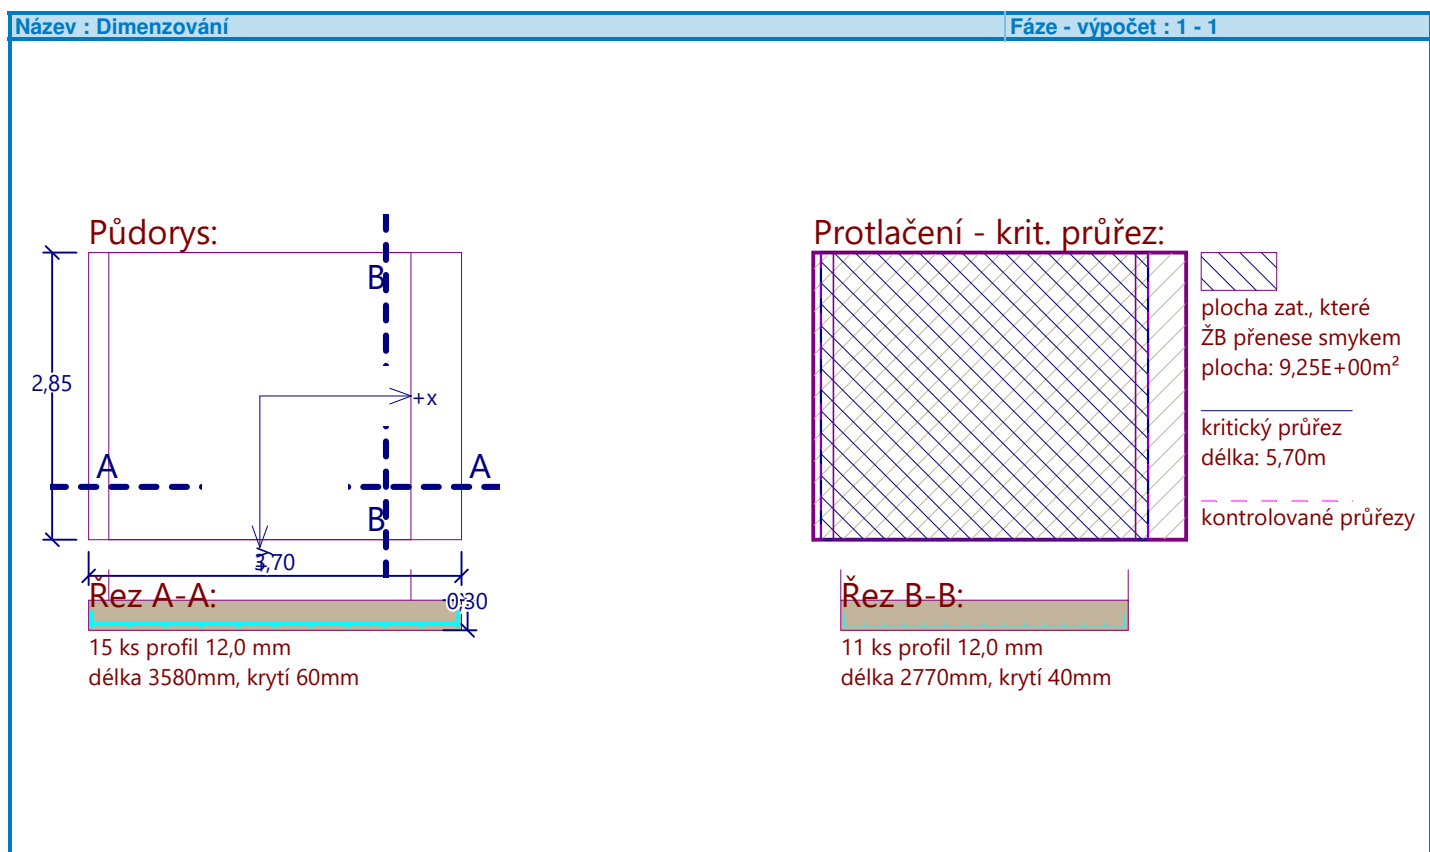 Název : Dimenzování
Fáze - výpočet : 1 - 1
Půdorys:
B
2,85
+x
A
A
B
+y
3,70
Řez A-A:
0,30
15 ks profil 12,0 mm
délka 3580mm, krytí 60mm
Protlačení - krit. průřez:
plocha zat., které
ŽB přenese smykem
plocha: 9,25E+00m²
kritický průřez
délka: 5,70m
kontrolované průřezy
Řez B-B:
11 ks profil 12,0 mm
délka 2770mm, krytí 40mm